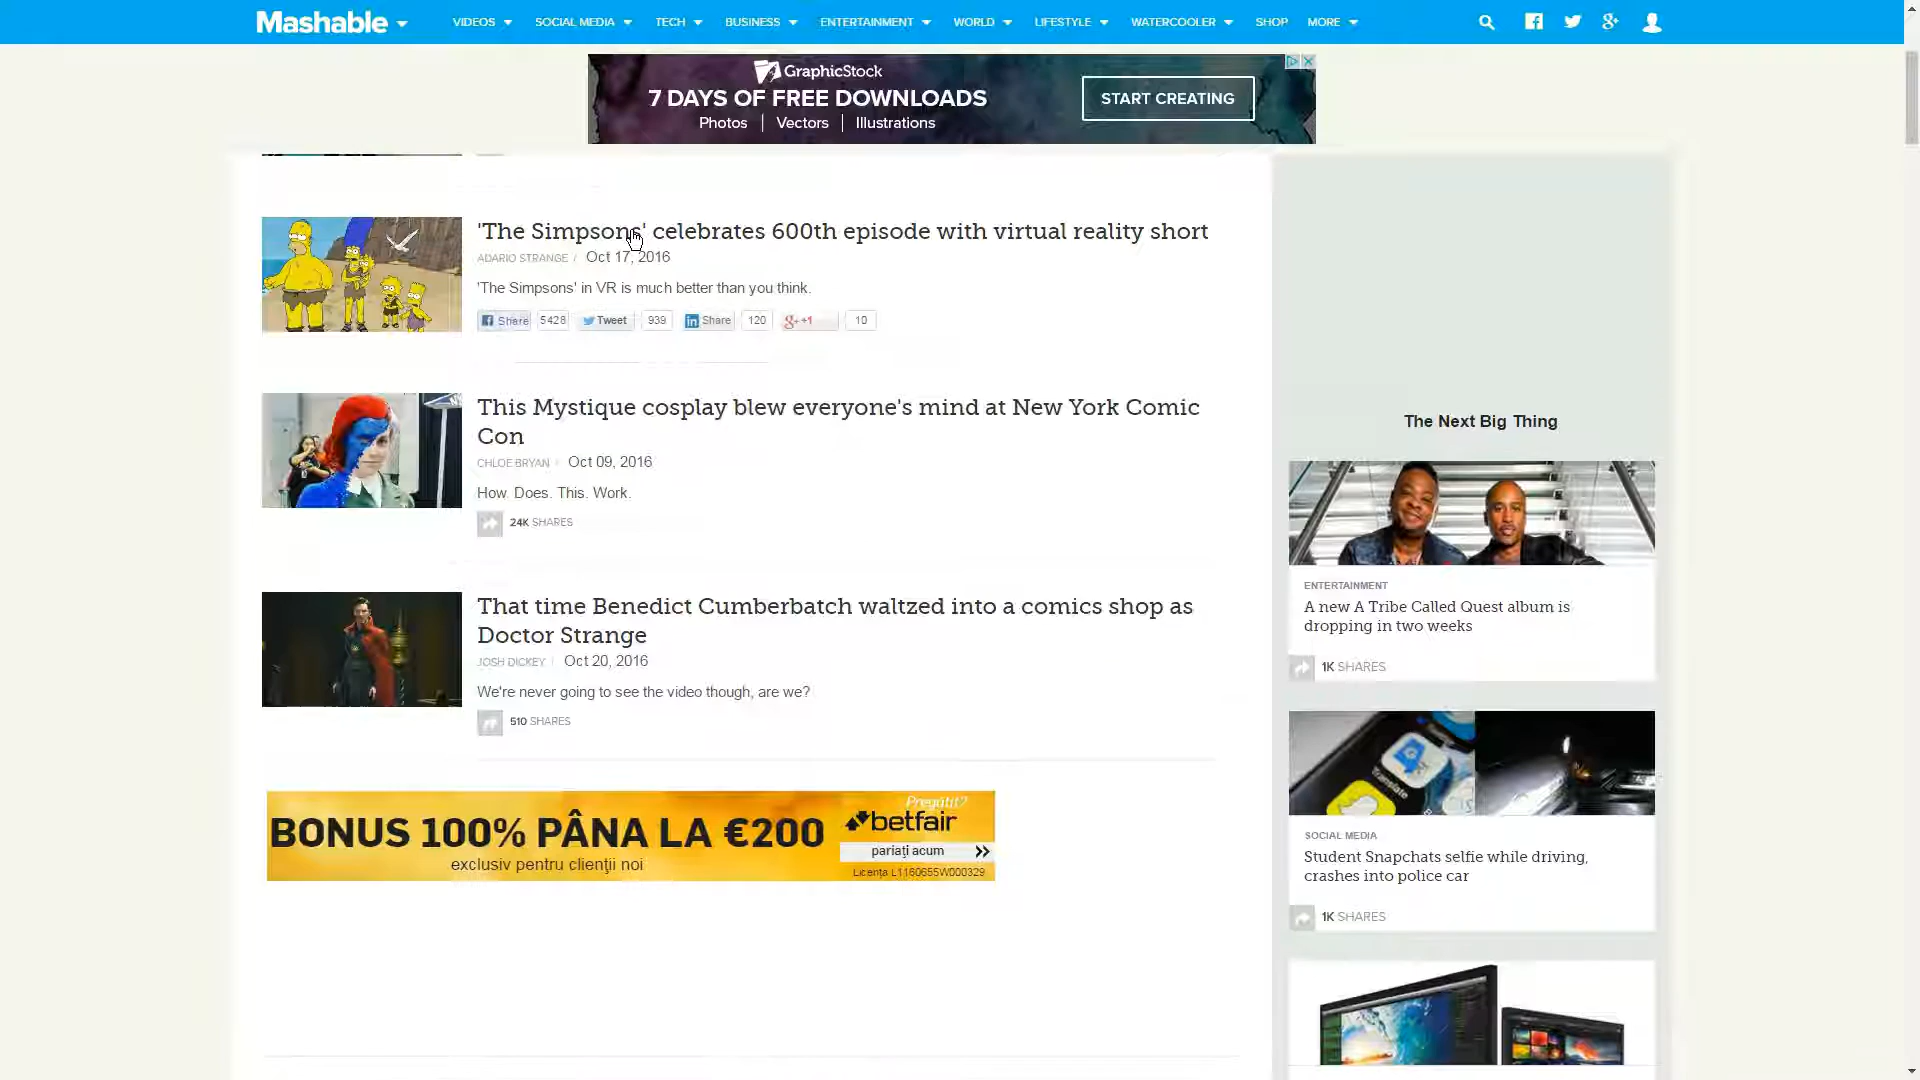 Mashable
VIDEOS
SOCIAL MEDIA
TECH
BUSINESS
ENTERTAINMENT
WORLD
LIFESTYLE
WATERCOOLER
SHOP
MORE
GraphicStock
7 DAYS OF FREE DOWNLOADS
Photos | Vectors | Illustrations
START CREATING
'The Simpsons' celebrates 600th episode with virtual reality short
ADARIO STRANGE / Oct 17, 2016
'The Simpsons' in VR is much better than you think.
Share 5428 Tweet 939 Share 120 +1 10
This Mystique cosplay blew everyone's mind at New York Comic
Con
CHLOE BRYAN / Oct 09, 2016
How. Does. This. Work.
24K SHARES
That time Benedict Cumberbatch waltzed into a comics shop as
Doctor Strange
JOSH DICKEY / Oct 20, 2016
We're never going to see the video though, are we?
510 SHARES
BONUS 100% PÂNA LA €200
exclusiv pentru clienţii noi
Pregătit?
betfair
pariaţi acum
Licenţa L1160655W000329
The Next Big Thing
ENTERTAINMENT
A new A Tribe Called Quest album is
dropping in two weeks
1K SHARES
Translate
SOCIAL MEDIA
Student Snapchats selfie while driving,
crashes into police car
1K SHARES